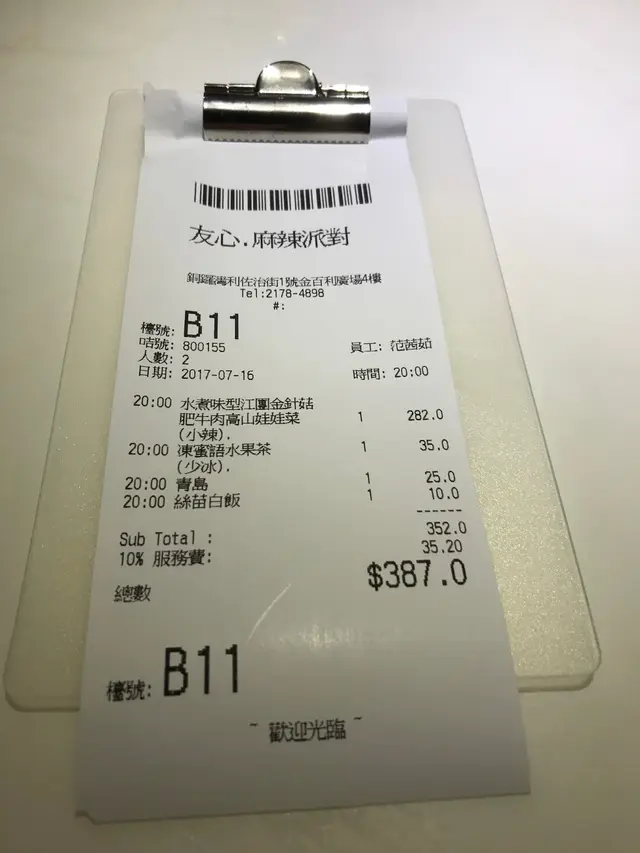 友心.麻辣派對
銅鑼灣利佐治街1號金百利廣場4樓
Tel:2178-4898
#:
檯號: B11
咭號: 800155 員工: 范茜茹
人數: 2
日期: 2017-07-16 時間: 20:00
20:00 水煮味型江團金針菇
肥牛肉高山娃娃菜 1 282.0
(小辣).
20:00 凍蜜語水果茶 1 35.0
(少冰).
20:00 青島 1 25.0
20:00 絲苗白飯 1 10.0
------
Sub Total : 352.0
10% 服務費: 35.20
總數 $387.0
檯號: B11
~ 歡迎光臨 ~